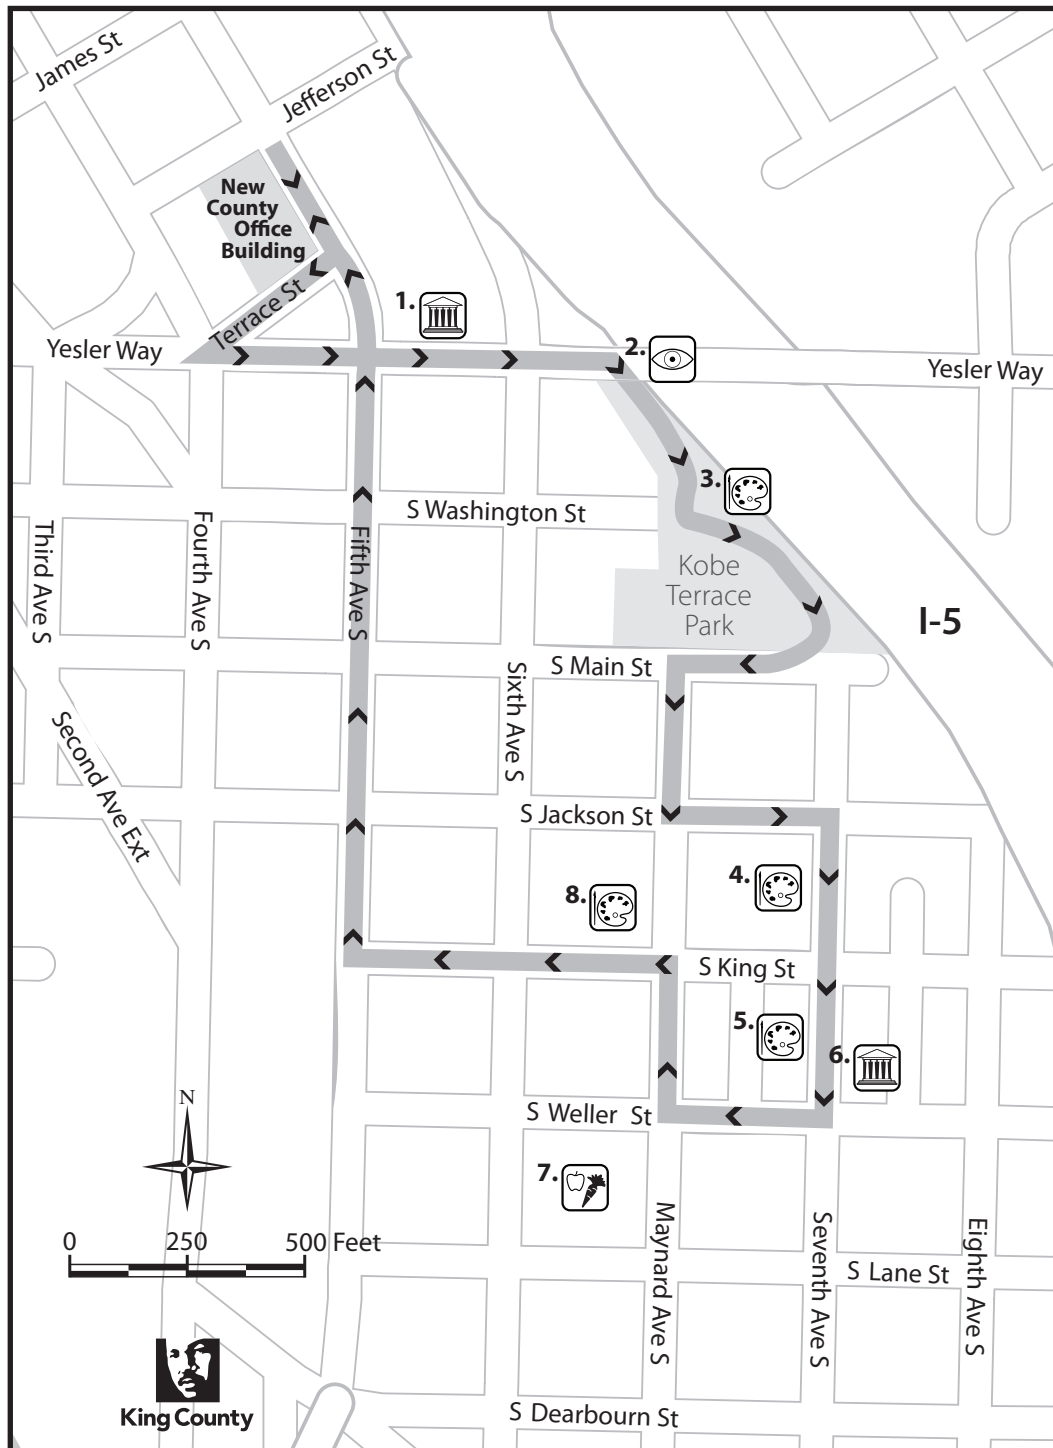 James St
Jefferson St
New
County
Office
Building
Terrace St
1.
Yesler Way
2.
Yesler Way
3.
S Washington St
Third Ave S
Fourth Ave S
Fifth Ave S
Kobe
Terrace
Park
I-5
S Main St
Sixth Ave S
Second Ave Ext
S Jackson St
4.
8.
S King St
5.
6.
N
S Weller St
7.
0 250 500 Feet
Maynard Ave S
Seventh Ave S
Eighth Ave S
S Lane St
King County
S Dearbourn St